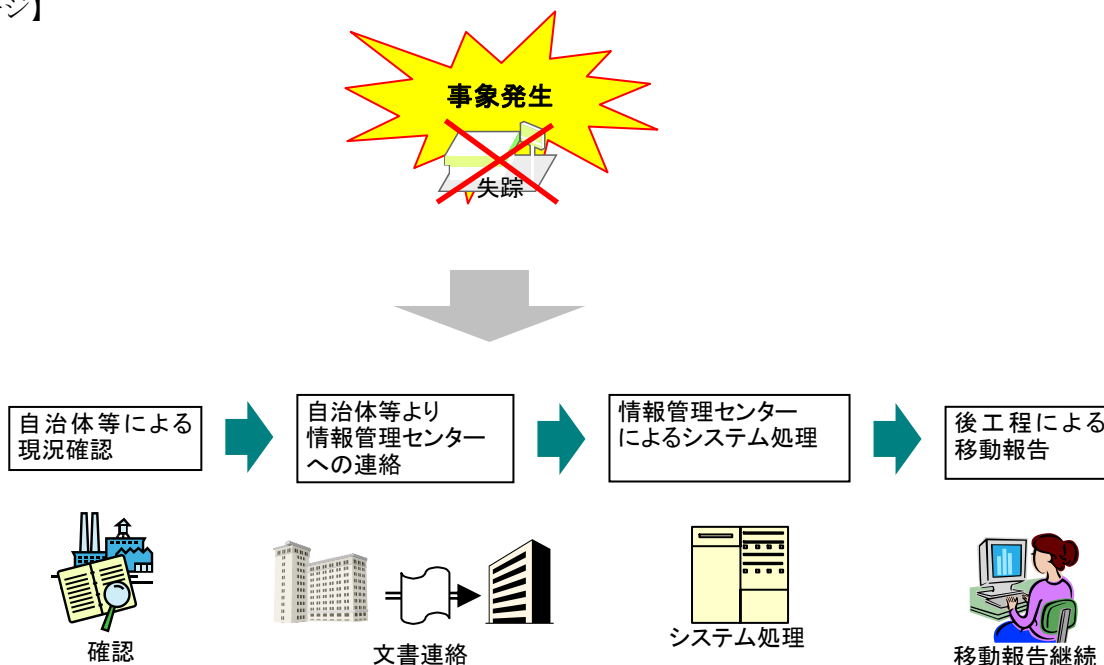 ジ】
事象発生
失踪
自治体等による
現況確認
自治体等より
情報管理センター
への連絡
情報管理センター
によるシステム処理
後工程による
移動報告
確認
文書連絡
システム処理
移動報告継続